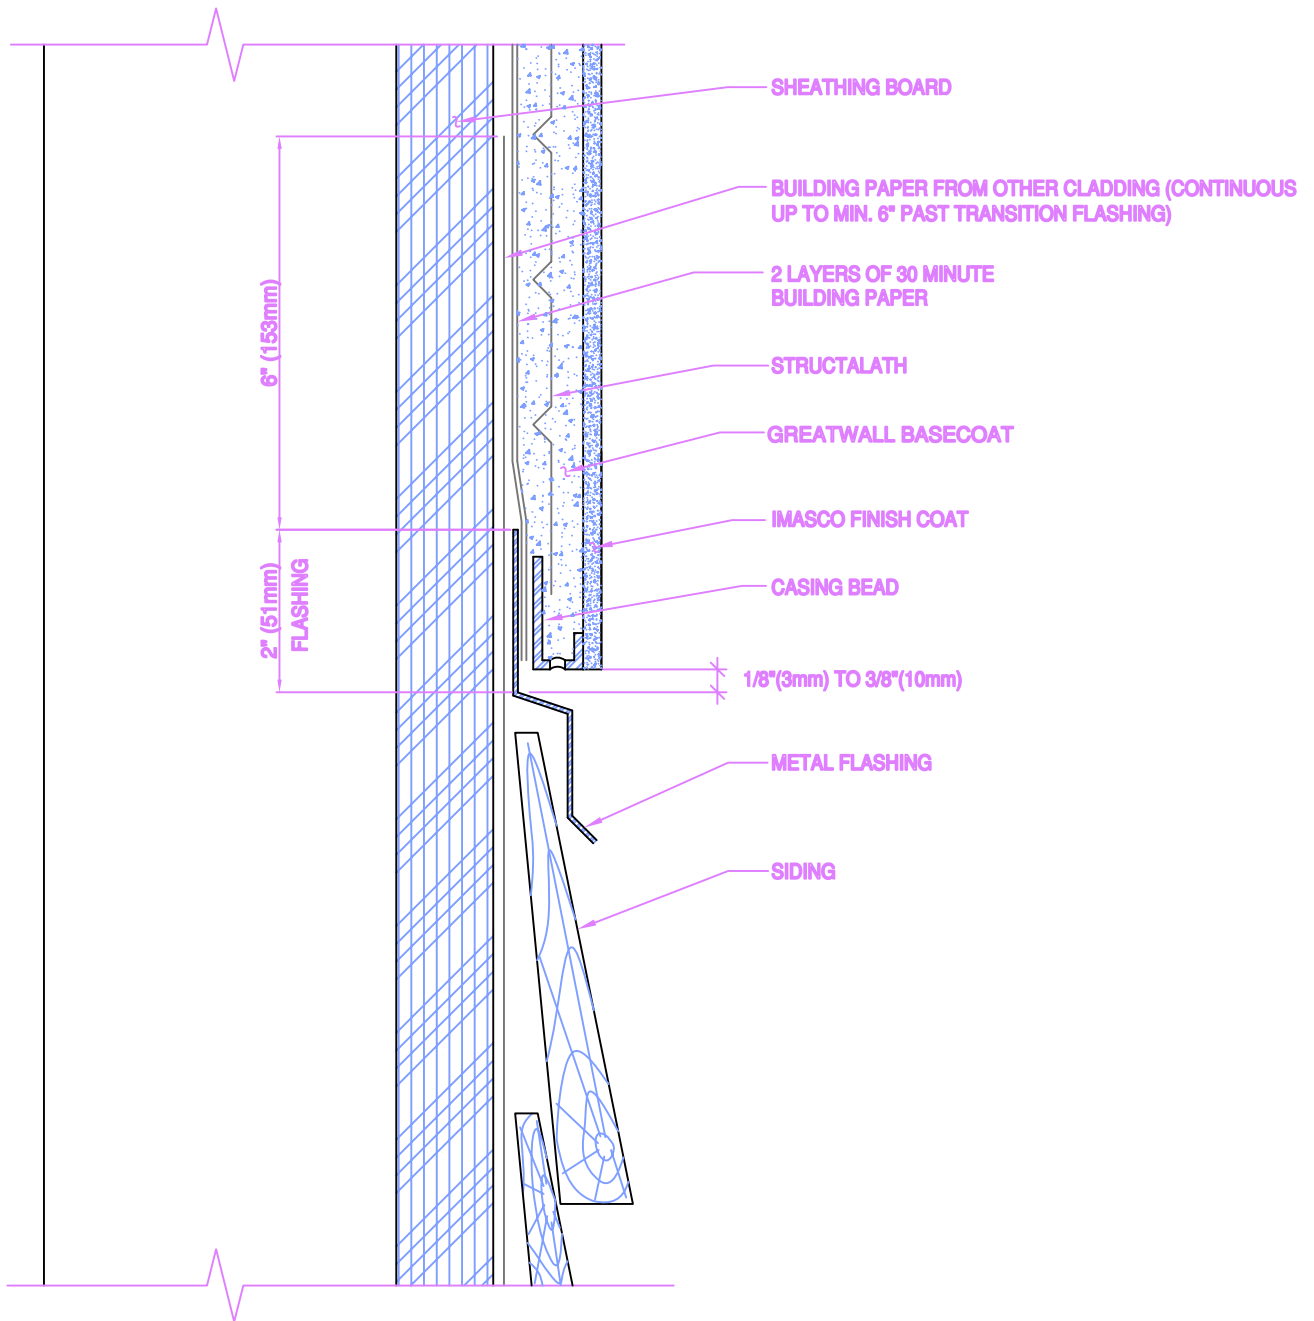 SHEATHING BOARD
BUILDING PAPER FROM OTHER CLADDING (CONTINUOUS
UP TO MIN. 6" PAST TRANSITION FLASHING)
2 LAYERS OF 30 MINUTE
BUILDING PAPER
6" (153mm)
STRUCTALATH
GREATWALL BASECOAT
IMASCO FINISH COAT
2" (51mm)
FLASHING
CASING BEAD
1/8"(3mm) TO 3/8"(10mm)
METAL FLASHING
SIDING